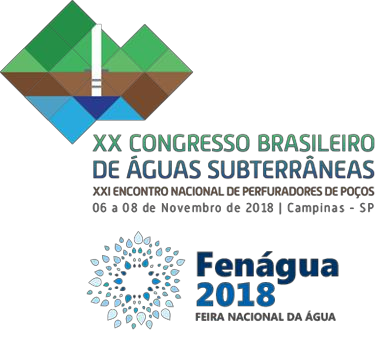 XX CONGRESSO BRASILEIRO
DE ÁGUAS SUBTERRÂNEAS
XXI ENCONTRO NACIONAL DE PERFURADORES DE POÇOS
06 a 08 de Novembro de 2018 | Campinas - SP
Fenágua
2018
FEIRA NACIONAL DA ÁGUA